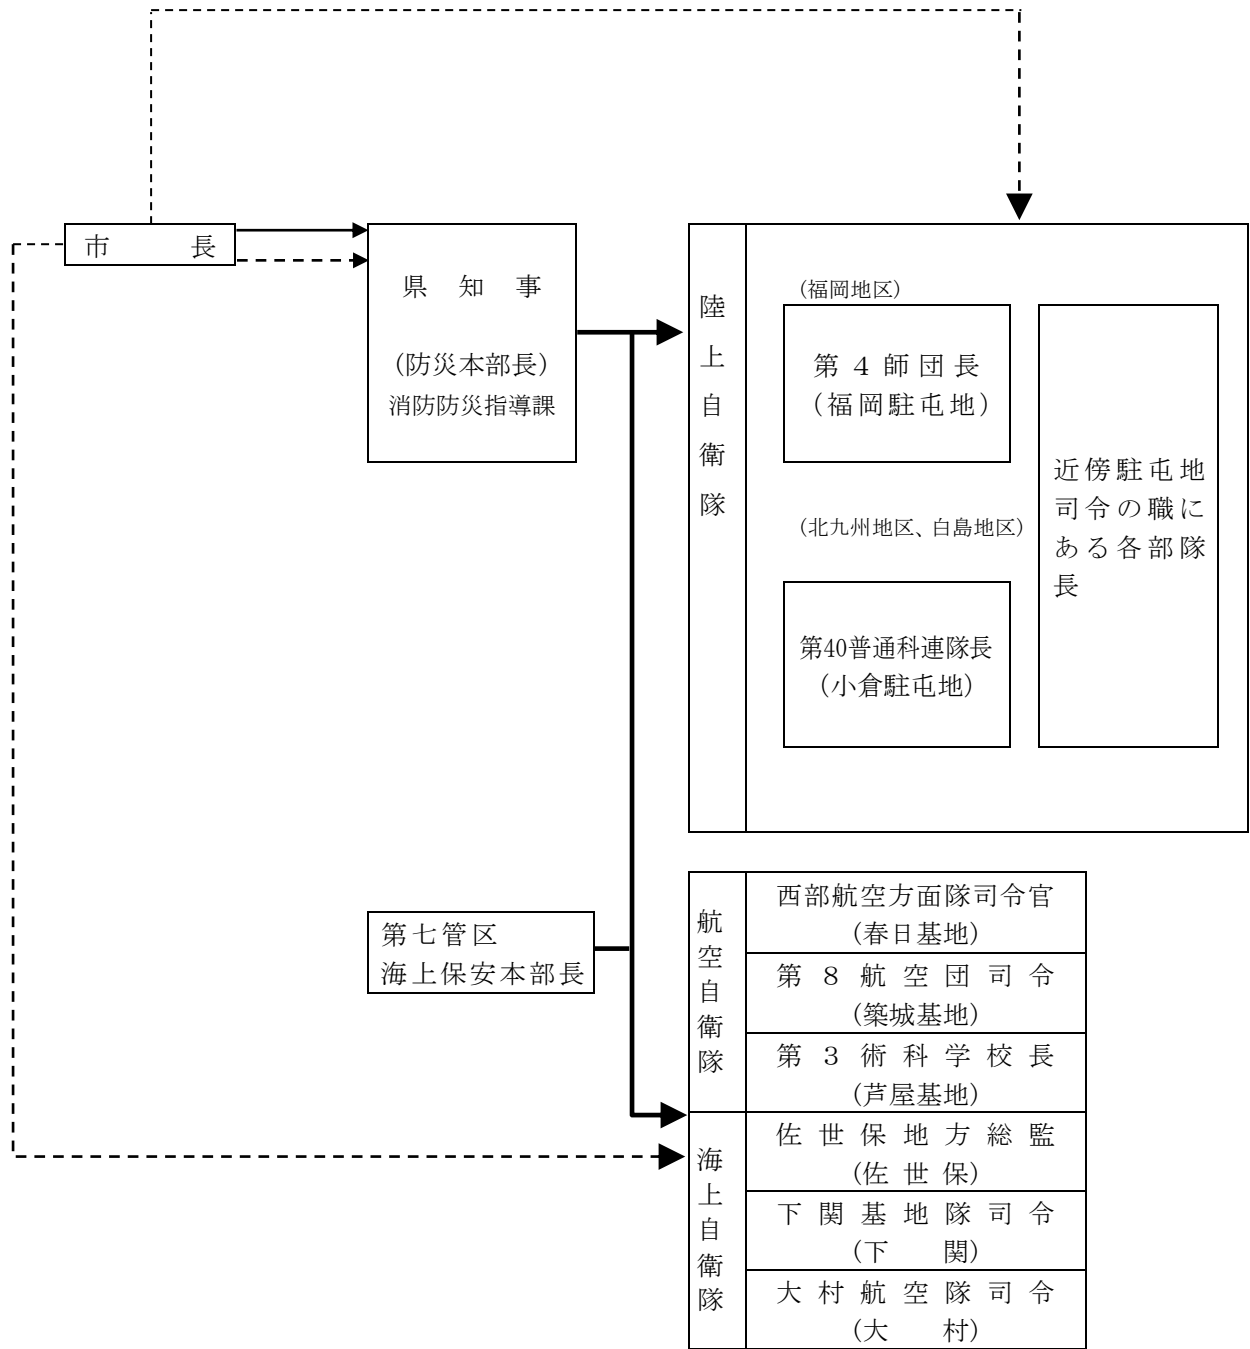 市　　　長
県　知　事
（防災本部長）
消防防災指導課
陸上自衛隊
（福岡地区）
第４師団長
（福岡駐屯地）
（北九州地区、白島地区）
第40普通科連隊長
（小倉駐屯地）
近傍駐屯地
司令の職に
ある各部隊
長
第七管区
海上保安本部長
航空自衛隊
西部航空方面隊司令官
（春日基地）
第８航空団司令
（築城基地）
第３術科学校長
（芦屋基地）
海上自衛隊
佐世保地方総監
（佐世保）
下関基地隊司令
（下　　関）
大村航空隊司令
（大　　村）